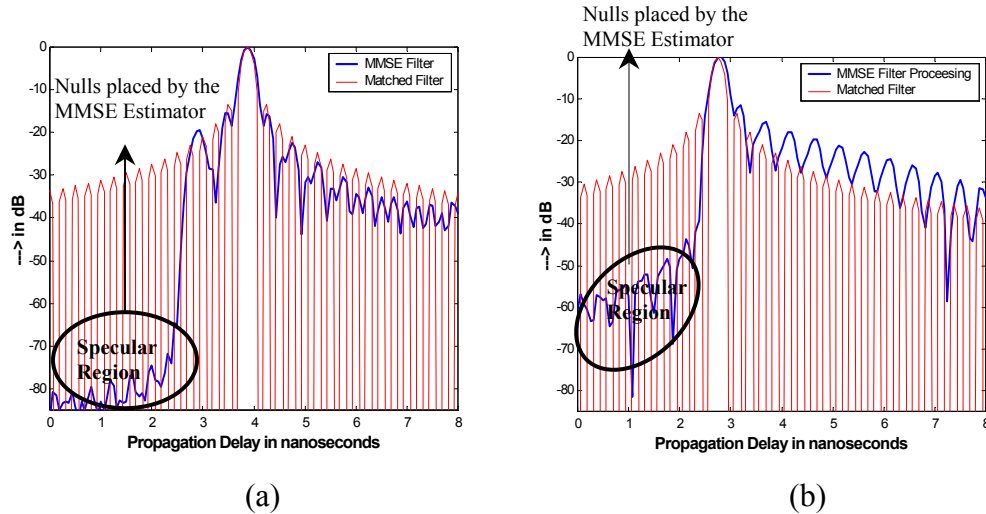 Nulls placed by the
MMSE Estimator
MMSE Filter
Matched Filter
0
-10
-20
-30
-40
-50
-60
-70
-80
---> in dB
Specular
Region
0 1 2 3 4 5 6 7 8
Propagation Delay in nanoseconds
(a)
Nulls placed by the
MMSE Estimator
MMSE Filter Proceesing
Matched Filter
0
-10
-20
-30
-40
-50
-60
-70
-80
---> in dB
Specular
Region
0 1 2 3 4 5 6 7 8
Propagation Delay in nanoseconds
(b)